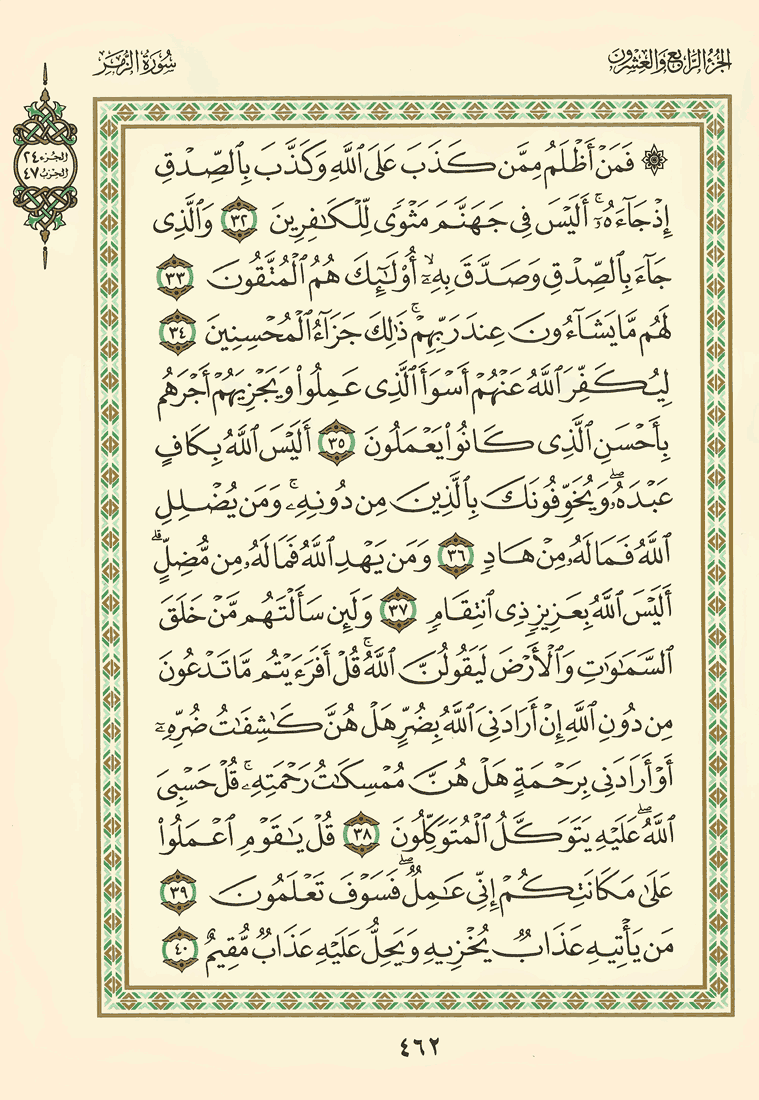 الجزء الرابع والعشرون
سورة الزمر
الجزء ٢٤
الحزب ٤٧
۞ فَمَنْ أَظْلَمُ مِمَّن كَذَبَ عَلَى ٱللَّهِ وَكَذَّبَ بِٱلصِّدْقِ
إِذْ جَآءَهُۥٓ ۚ أَلَيْسَ فِى جَهَنَّمَ مَثْوًى لِّلْكَـٰفِرِينَ ٣٢ وَٱلَّذِى
جَآءَ بِٱلصِّدْقِ وَصَدَّقَ بِهِۦٓ ۙ أُو۟لَـٰٓئِكَ هُمُ ٱلْمُتَّقُونَ ٣٣
لَهُم مَّا يَشَآءُونَ عِندَ رَبِّهِمْ ۚ ذَٰلِكَ جَزَآءُ ٱلْمُحْسِنِينَ ٣٤
لِيُكَفِّرَ ٱللَّهُ عَنْهُمْ أَسْوَأَ ٱلَّذِى عَمِلُوا۟ وَيَجْزِيَهُمْ أَجْرَهُم
بِأَحْسَنِ ٱلَّذِى كَانُوا۟ يَعْمَلُونَ ٣٥ أَلَيْسَ ٱللَّهُ بِكَافٍ
عَبْدَهُۥ ۖ وَيُخَوِّفُونَكَ بِٱلَّذِينَ مِن دُونِهِۦ ۚ وَمَن يُضْلِلِ
ٱللَّهُ فَمَا لَهُۥ مِنْ هَادٍ ٣٦ وَمَن يَهْدِ ٱللَّهُ فَمَا لَهُۥ مِن مُّضِلٍّ ۗ
أَلَيْسَ ٱللَّهُ بِعَزِيزٍ ذِى ٱنتِقَامٍ ٣٧ وَلَئِن سَأَلْتَهُم مَّنْ خَلَقَ
ٱلسَّمَـٰوَٰتِ وَٱلْأَرْضَ لَيَقُولُنَّ ٱللَّهُ ۚ قُلْ أَفَرَءَيْتُم مَّا تَدْعُونَ
مِن دُونِ ٱللَّهِ إِنْ أَرَادَنِىَ ٱللَّهُ بِضُرٍّ هَلْ هُنَّ كَـٰشِفَـٰتُ ضُرِّهِۦٓ
أَوْ أَرَادَنِى بِرَحْمَةٍ هَلْ هُنَّ مُمْسِكَـٰتُ رَحْمَتِهِۦ ۚ قُلْ حَسْبِىَ
ٱللَّهُ ۖ عَلَيْهِ يَتَوَكَّلُ ٱلْمُتَوَكِّلُونَ ٣٨ قُلْ يَـٰقَوْمِ ٱعْمَلُوا۟
عَلَىٰ مَكَانَتِكُمْ إِنِّى عَـٰمِلٌ ۖ فَسَوْفَ تَعْلَمُونَ ٣٩
مَن يَأْتِيهِ عَذَابٌ يُخْزِيهِ وَيَحِلُّ عَلَيْهِ عَذَابٌ مُّقِيمٌ ٤٠
٤٦٢